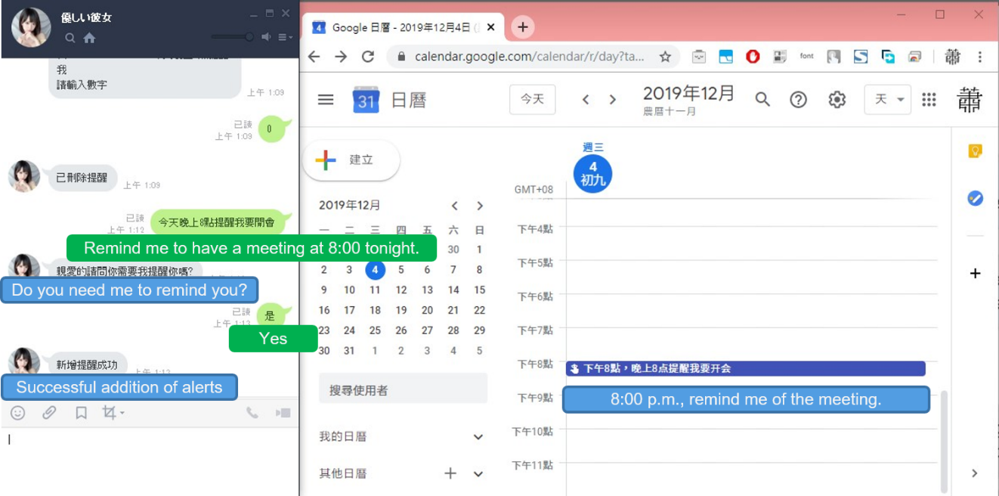 優しい彼女
我
請輸入數字
上午 1:09
已讀
上午 1:09
0
已刪除提醒
上午 1:09
已讀
上午 1:12
今天晚上8點提醒我要開會
Remind me to have a meeting at 8:00 tonight.
親愛的請問你需要我提醒你嗎?
Do you need me to remind you?
已讀
上午 1:13
是
Yes
新增提醒成功
上午 1:13
Successful addition of alerts
Google 日曆 - 2019年12月4日 (
calendar.google.com/calendar/r/day?ta...
font
蕭
31
日曆
今天
2019年12月
農曆十一月
天
建立
週三
4
初九
GMT+08
2019年12月
一 二 三 四 五 六 日
30 1
2 3 4 5 6 7 8
9 10 11 12 13 14 15
16 17 18 19 20 21 22
23 24 25 26 27 28 29
30 31 1 2 3 4 5
搜尋使用者
我的日曆
其他日曆
下午4點
下午5點
下午6點
下午7點
下午8點
下午8點，晚上8点提醒我要开会
下午9點
8:00 p.m., remind me of the meeting.
下午10點
下午11點